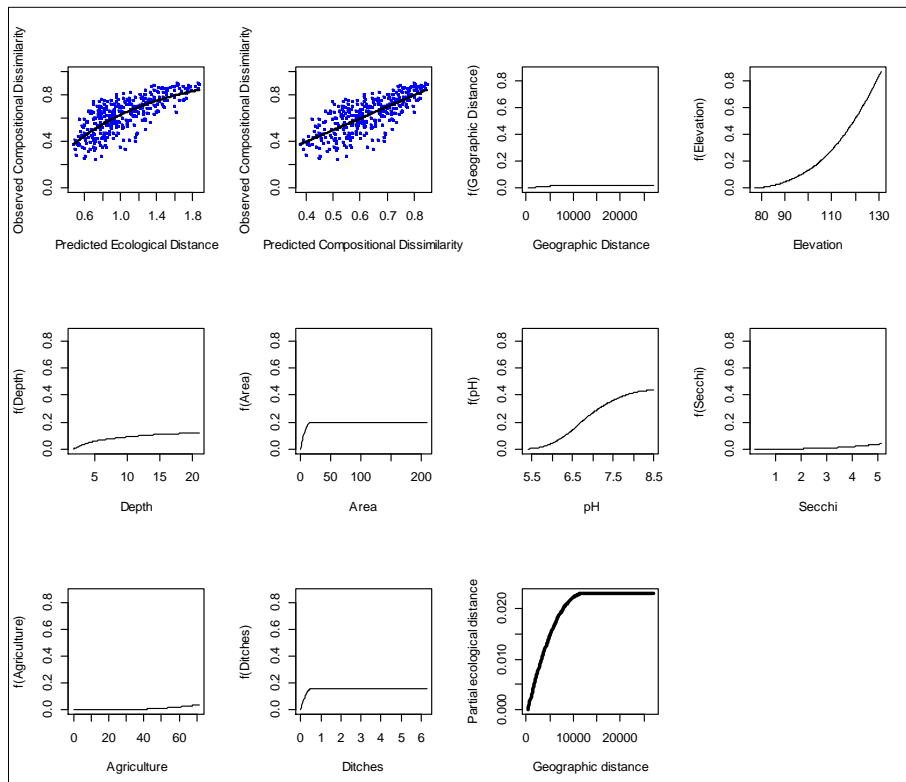 Observed Compositional Dissimilarity
0.0 0.4 0.8
0.6 1.0 1.4 1.8
Predicted Ecological Distance
Observed Compositional Dissimilarity
0.0 0.4 0.8
0.4 0.5 0.6 0.7 0.8
Predicted Compositional Dissimilarity
f(Geographic Distance)
0.0 0.2 0.4 0.6 0.8
0 10000 20000
Geographic Distance
f(Elevation)
0.0 0.2 0.4 0.6 0.8
80 90 110 130
Elevation
f(Depth)
0.0 0.2 0.4 0.6 0.8
5 10 15 20
Depth
f(Area)
0.0 0.2 0.4 0.6 0.8
0 50 100 200
Area
f(pH)
0.0 0.2 0.4 0.6 0.8
5.5 6.5 7.5 8.5
pH
f(Secchi)
0.0 0.2 0.4 0.6 0.8
1 2 3 4 5
Secchi
f(Agriculture)
0.0 0.2 0.4 0.6 0.8
0 20 40 60
Agriculture
f(Ditches)
0.0 0.2 0.4 0.6 0.8
0 1 2 3 4 5 6
Ditches
Partial ecological distance
0.000 0.010 0.020
0 10000 20000
Geographic distance